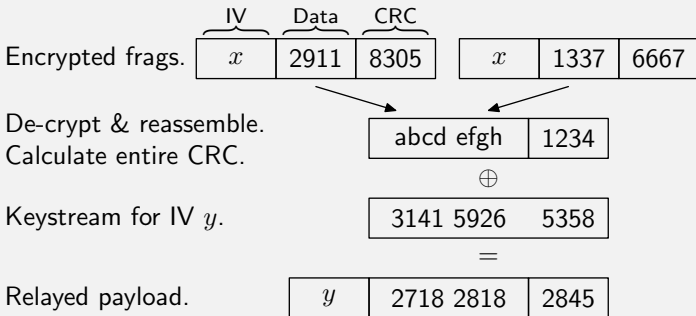 IV Data CRC
Encrypted frags. x 2911 8305 x 1337 6667
De-crypt & reassemble.
Calculate entire CRC.
abcd efgh 1234
⊕
Keystream for IV y. 3141 5926 5358
=
Relayed payload. y 2718 2818 2845